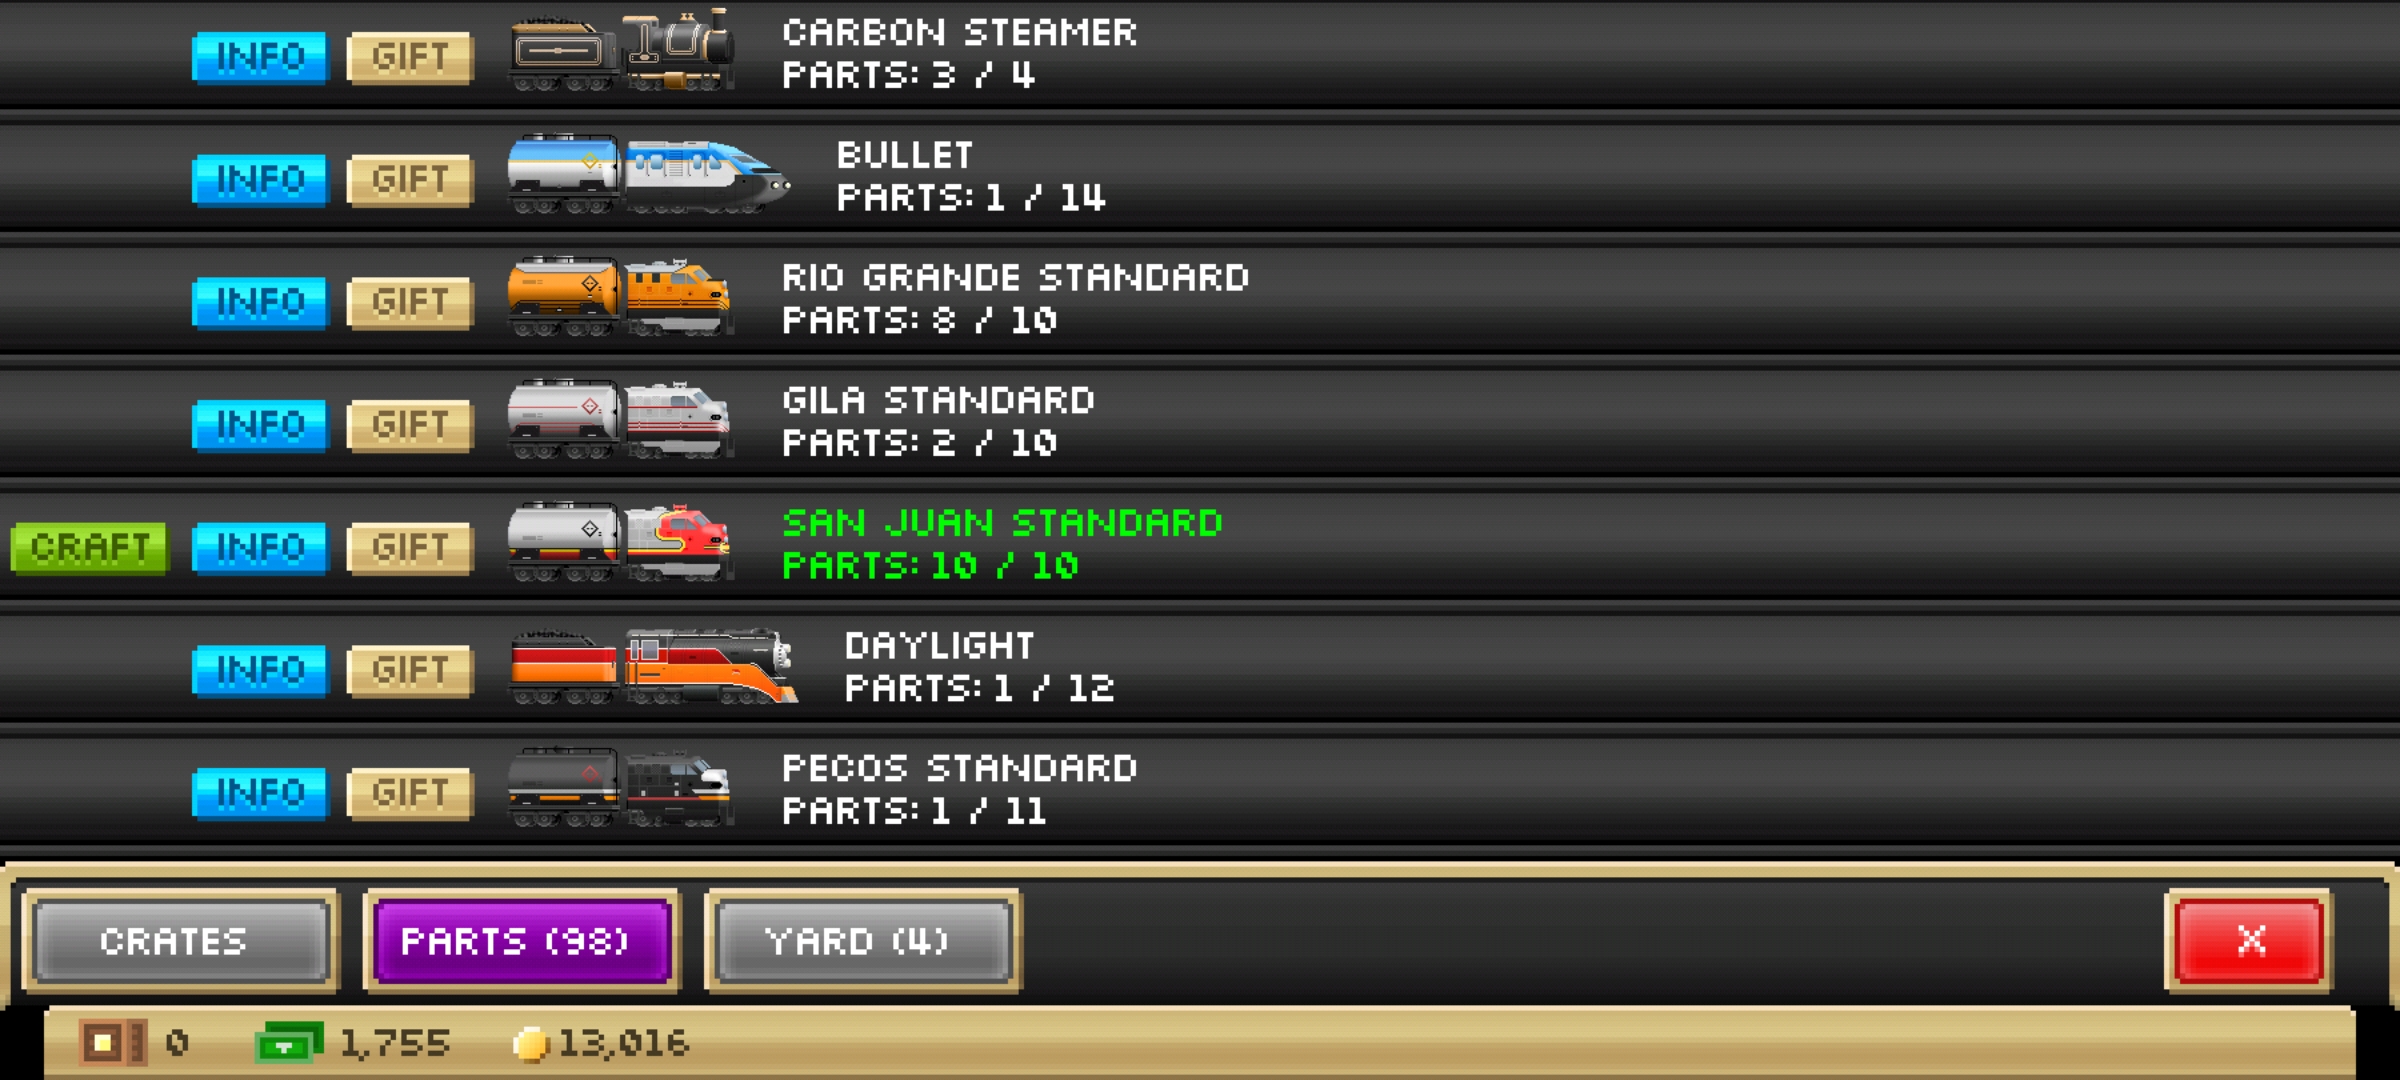 INFO GIFT CARBON STEAMER
PARTS: 3 / 4
INFO GIFT BULLET
PARTS: 1 / 14
INFO GIFT RIO GRANDE STANDARD
PARTS: 8 / 10
INFO GIFT GILA STANDARD
PARTS: 2 / 10
CRAFT INFO GIFT SAN JUAN STANDARD
PARTS: 10 / 10
INFO GIFT DAYLIGHT
PARTS: 1 / 12
INFO GIFT PECOS STANDARD
PARTS: 1 / 11
CRATES PARTS (98) YARD (4) X
0 1,755 13,016